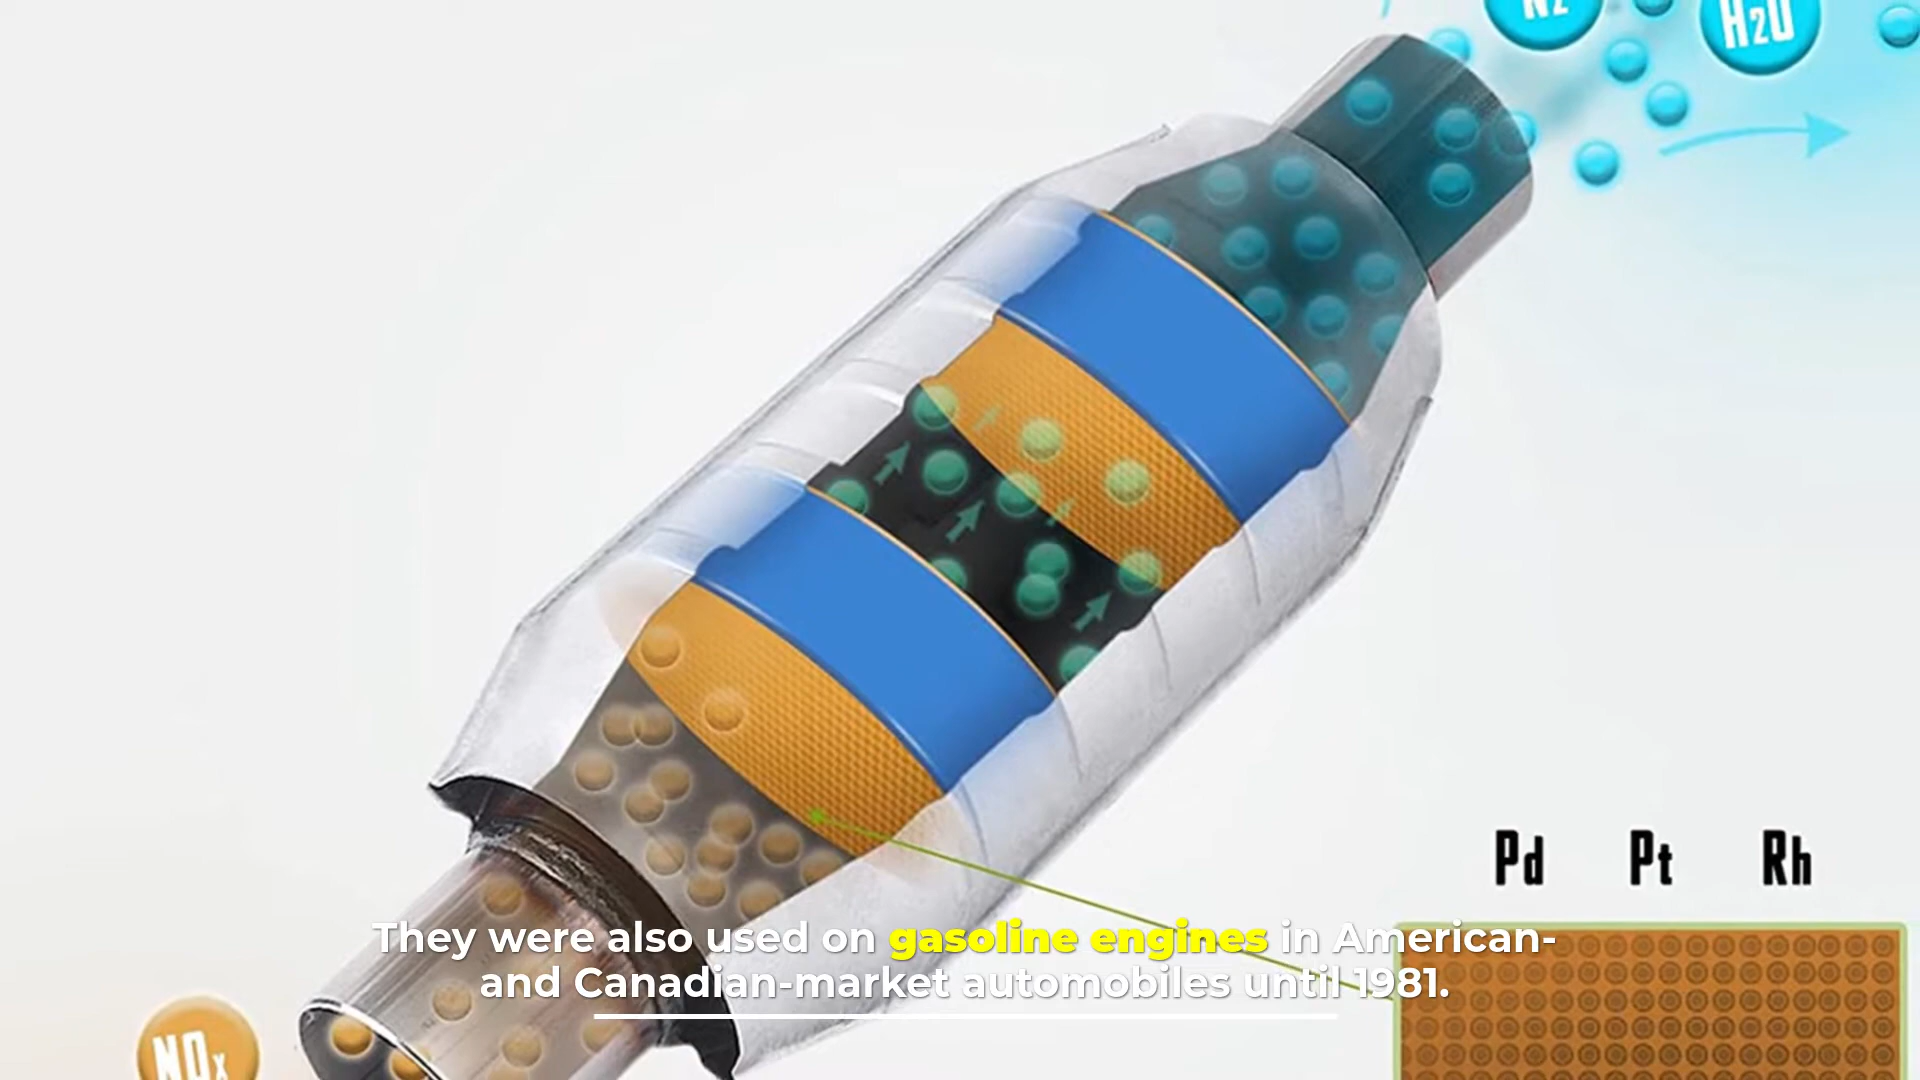 N2
H2O
Pd Pt Rh
They were also used on gasoline engines in American-
and Canadian-market automobiles until 1981.
NOx